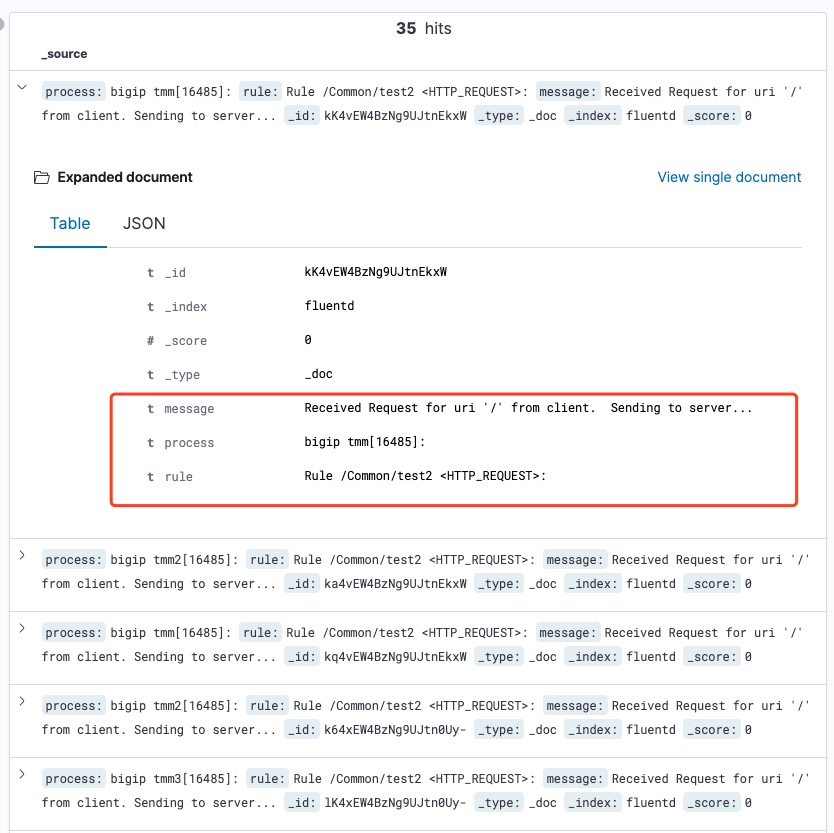 35 hits
_source
process: bigip tmm[16485]: rule: Rule /Common/test2 <HTTP_REQUEST>: message: Received Request for uri '/'
from client. Sending to server... _id: kK4vEW4BzNg9UJtnEkxW _type: _doc _index: fluentd _score: 0
Expanded document View single document
Table JSON
t _id kK4vEW4BzNg9UJtnEkxW
t _index fluentd
# _score 0
t _type _doc
t message Received Request for uri '/' from client.  Sending to server...
t process bigip tmm[16485]:
t rule Rule /Common/test2 <HTTP_REQUEST>:
process: bigip tmm2[16485]: rule: Rule /Common/test2 <HTTP_REQUEST>: message: Received Request for uri '/'
from client. Sending to server... _id: ka4vEW4BzNg9UJtnEkxW _type: _doc _index: fluentd _score: 0
process: bigip tmm[16485]: rule: Rule /Common/test2 <HTTP_REQUEST>: message: Received Request for uri '/'
from client. Sending to server... _id: kq4vEW4BzNg9UJtnEkxW _type: _doc _index: fluentd _score: 0
process: bigip tmm2[16485]: rule: Rule /Common/test2 <HTTP_REQUEST>: message: Received Request for uri '/'
from client. Sending to server... _id: k64xEW4BzNg9UJtn0Uy- _type: _doc _index: fluentd _score: 0
process: bigip tmm3[16485]: rule: Rule /Common/test2 <HTTP_REQUEST>: message: Received Request for uri '/'
from client. Sending to server... _id: lK4xEW4BzNg9UJtn0Uy- _type: _doc _index: fluentd _score: 0